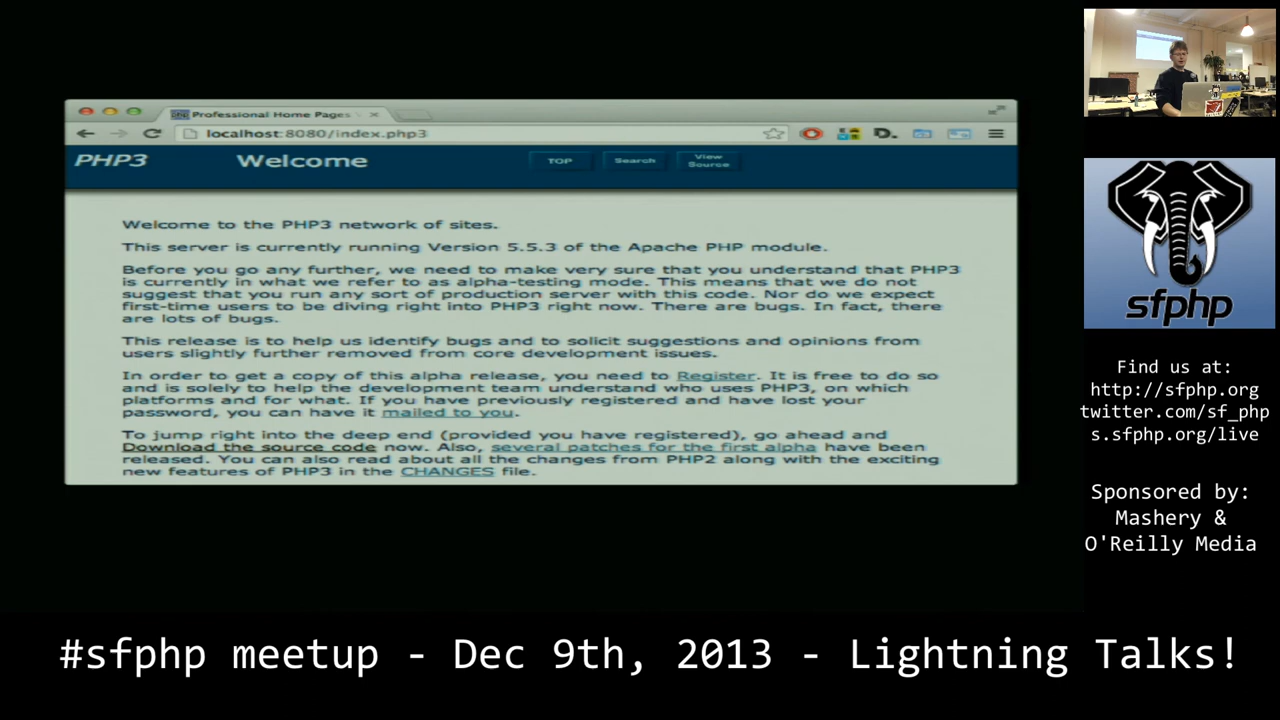 Professional Home Pages
localhost:8080/index.php3
D.
PHP3
Welcome
TOP
Search
View
Source
Welcome to the PHP3 network of sites.
This server is currently running Version 5.5.3 of the Apache PHP module.
Before you go any further, we need to make very sure that you understand that PHP3
is currently in what we refer to as alpha-testing mode. This means that we do not
suggest that you run any sort of production server with this code. Nor do we expect
first-time users to be diving right into PHP3 right now. There are bugs. In fact, there
are lots of bugs.
This release is to help us identify bugs and to solicit suggestions and opinions from
users slightly further removed from core development issues.
In order to get a copy of this alpha release, you need to Register. It is free to do so
and is solely to help the development team understand who uses PHP3, on which
platforms and for what. If you have previously registered and have lost your
password, you can have it mailed to you.
To jump right into the deep end (provided you have registered), go ahead and
Download the source code now. Also, several patches for the first alpha have been
released. You can also read about all the changes from PHP2 along with the exciting
new features of PHP3 in the CHANGES file.
sfphp
Find us at:
http://sfphp.org
twitter.com/sf_php
s.sfphp.org/live
Sponsored by:
Mashery &
O'Reilly Media
#sfphp meetup - Dec 9th, 2013 - Lightning Talks!